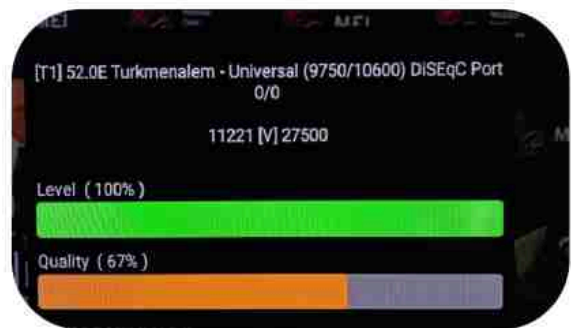 [T1] 52.0E Turkmenalem - Universal (9750/10600) DiSEqC Port
0/0
11221 [V] 27500
Level ( 100% )
Quality ( 67% )